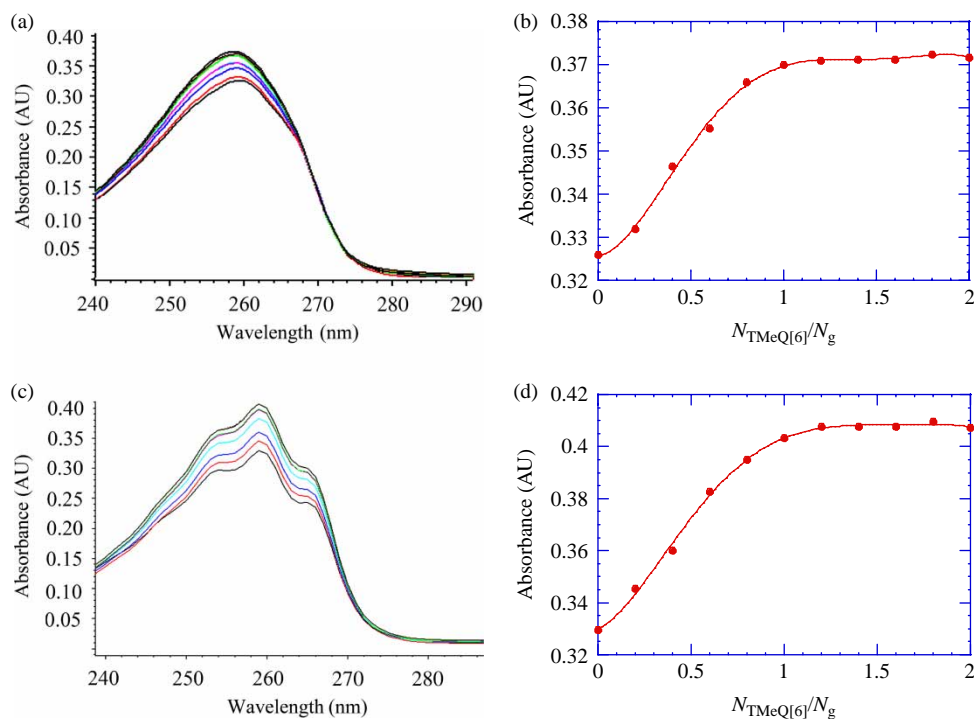 (a)
0.40
0.35
0.30
0.25
0.20
0.15
0.10
0.05
Absorbance (AU)
240 250 260 270 280 290
Wavelength (nm)
(b)
0.38
0.37
0.36
0.35
0.34
0.33
0.32
Absorbance (AU)
0 0.5 1 1.5 2
N_TMeQ[6]/N_g
(c)
0.40
0.35
0.30
0.25
0.20
0.15
0.10
0.05
Absorbance (AU)
240 250 260 270 280
Wavelength (nm)
(d)
0.42
0.4
0.38
0.36
0.34
0.32
Absorbance (AU)
0 0.5 1 1.5 2
N_TMeQ[6]/N_g